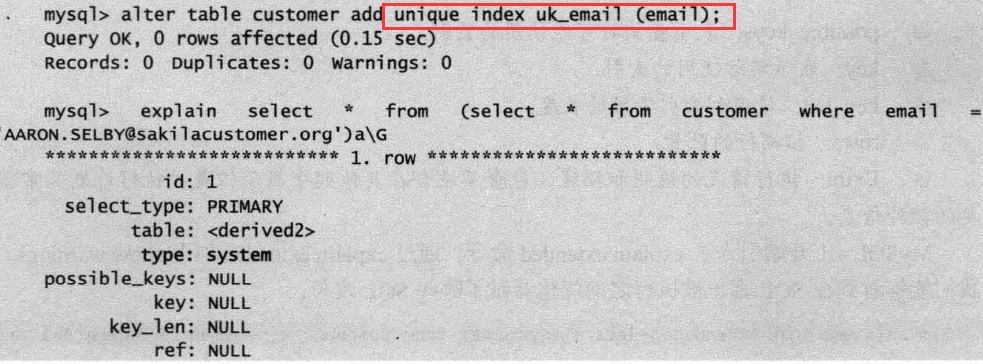 mysql> alter table customer add unique index uk_email (email);
Query OK, 0 rows affected (0.15 sec)
Records: 0 Duplicates: 0 Warnings: 0
mysql> explain select * from (select * from customer where email =
'AARON.SELBY@sakilacustomer.org')a\G
*************************** 1. row ***************************
id: 1
select_type: PRIMARY
table: <derived2>
type: system
possible_keys: NULL
key: NULL
key_len: NULL
ref: NULL